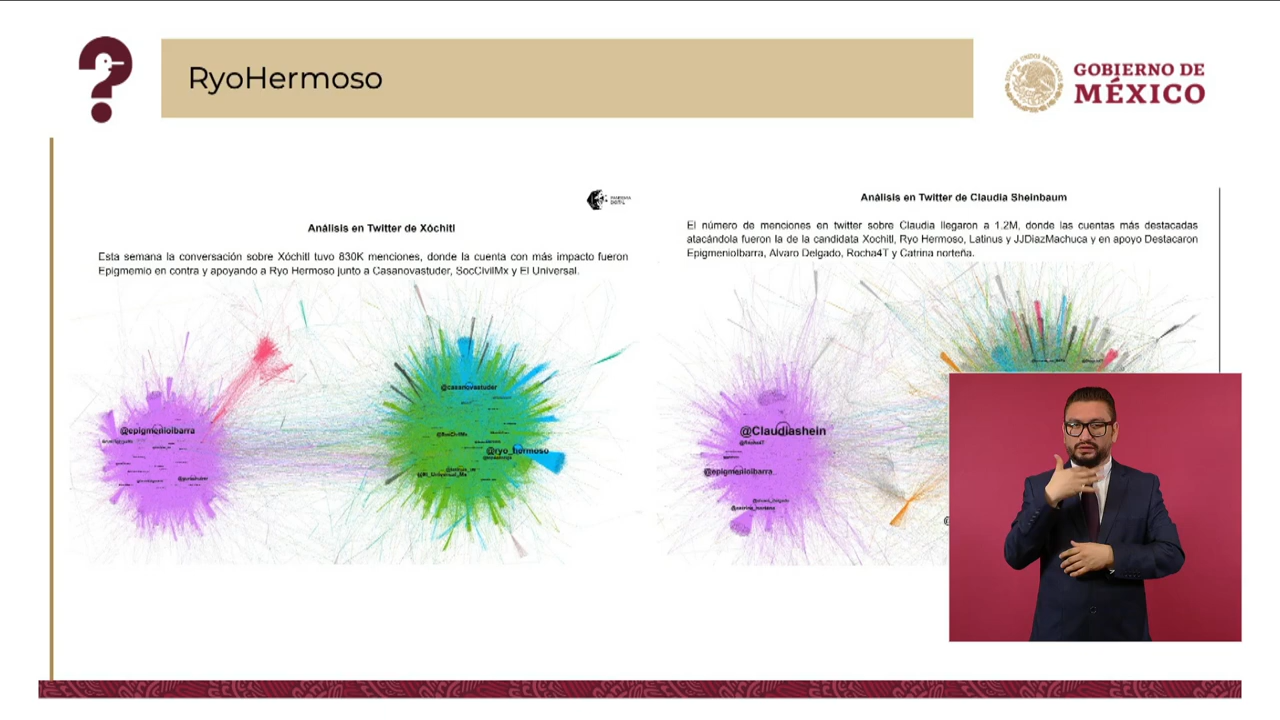 RyoHermoso
GOBIERNO DE
MÉXICO
Análisis en Twitter de Xóchitl
Esta semana la conversación sobre Xóchitl tuvo 830K menciones, donde la cuenta con más impacto fueron
Epigmemio en contra y apoyando a Ryo Hermoso junto a Casanovastuder, SocCivilMx y El Universal.
@casanovastuder
@epigmenioibarra
@ryo_hermoso
@El_Universal_Mx
Análisis en Twitter de Claudia Sheinbaum
El número de menciones en twitter sobre Claudia llegaron a 1.2M, donde las cuentas más destacadas
atacándola fueron la de la candidata Xochitl, Ryo Hermoso, Latinus y JJDiazMachuca y en apoyo Destacaron
EpigmenioIbarra, Alvaro Delgado, Rocha4T y Catrina norteña.
@Claudiashein
@epigmenioibarra
@alvaro_delgado
@catrina_nortena